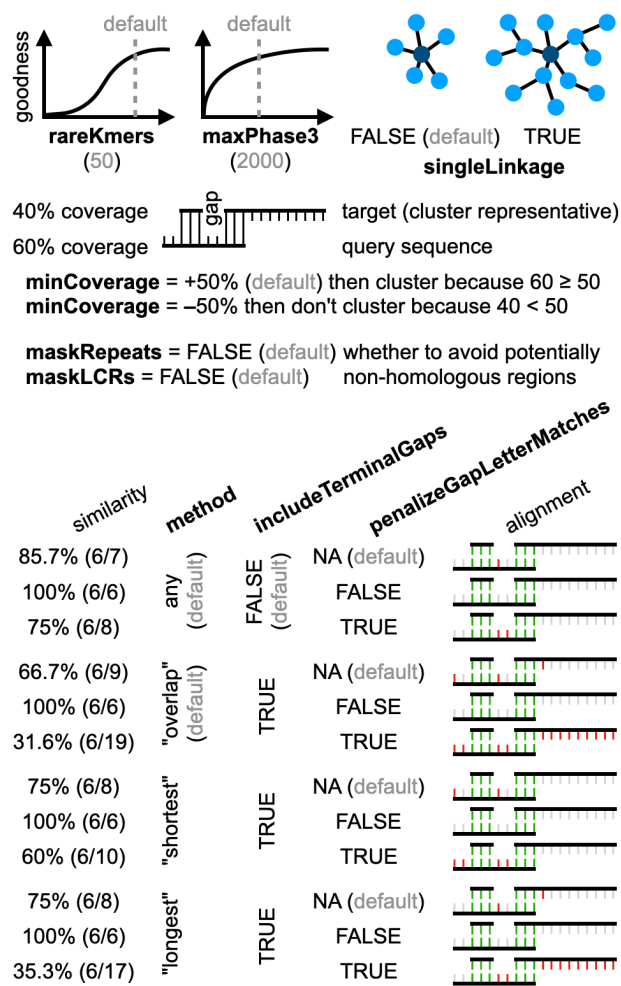 default default
goodness
rareKmers maxPhase3 FALSE (default) TRUE
(50) (2000) singleLinkage
40% coverage gap target (cluster representative)
60% coverage query sequence
minCoverage = +50% (default) then cluster because 60 ≥ 50
minCoverage = –50% then don't cluster because 40 < 50
maskRepeats = FALSE (default) whether to avoid potentially
maskLCRs = FALSE (default) non-homologous regions
similarity method includeTerminalGaps penalizeGapLetterMatches alignment
85.7% (6/7) NA (default)
100% (6/6) any (default) FALSE (default) FALSE
75% (6/8) TRUE
66.7% (6/9) NA (default)
100% (6/6) "overlap" (default) TRUE FALSE
31.6% (6/19) TRUE
75% (6/8) NA (default)
100% (6/6) "shortest" TRUE FALSE
60% (6/10) TRUE
75% (6/8) NA (default)
100% (6/6) "longest" TRUE FALSE
35.3% (6/17) TRUE